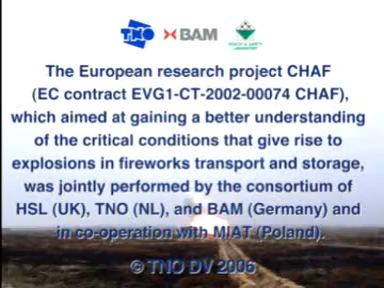 TNO BAM
HEALTH & SAFETY
LABORATORY
The European research project CHAF
(EC contract EVG1-CT-2002-00074 CHAF),
which aimed at gaining a better understanding
of the critical conditions that give rise to
explosions in fireworks transport and storage,
was jointly performed by the consortium of
HSL (UK), TNO (NL), and BAM (Germany) and
in co-operation with MIAT (Poland).
© TNO DV 2006